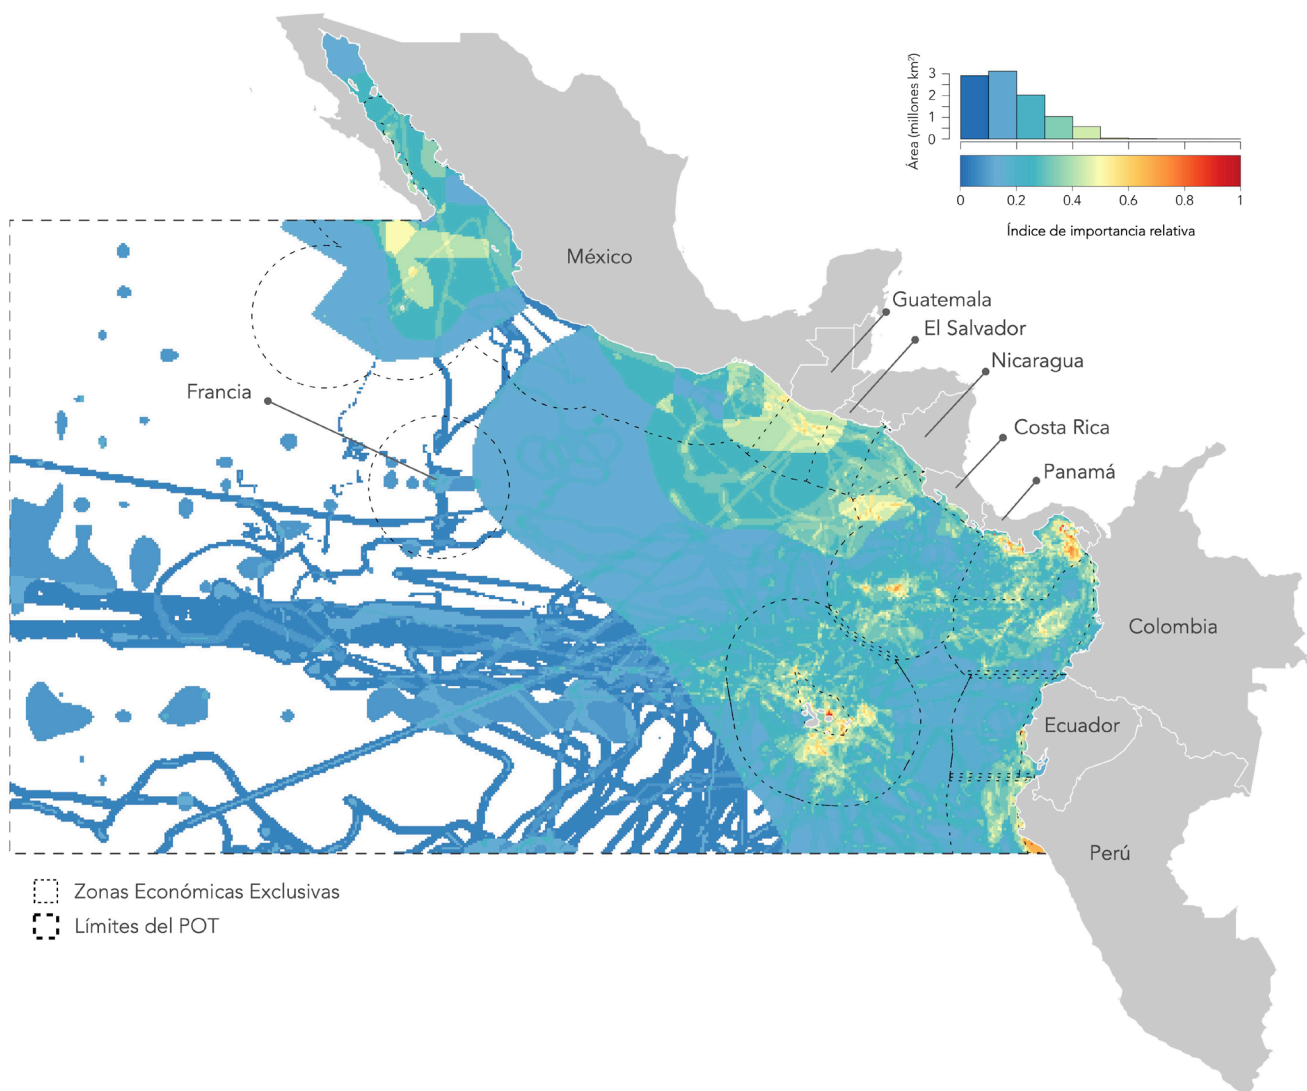 Área (millones km²)
3
2
1
0
0
0.2
0.4
0.6
0.8
1
Índice de importancia relativa
México
Guatemala
El Salvador
Nicaragua
Francia
Costa Rica
Panamá
Colombia
Ecuador
Perú
Zonas Económicas Exclusivas
Límites del POT